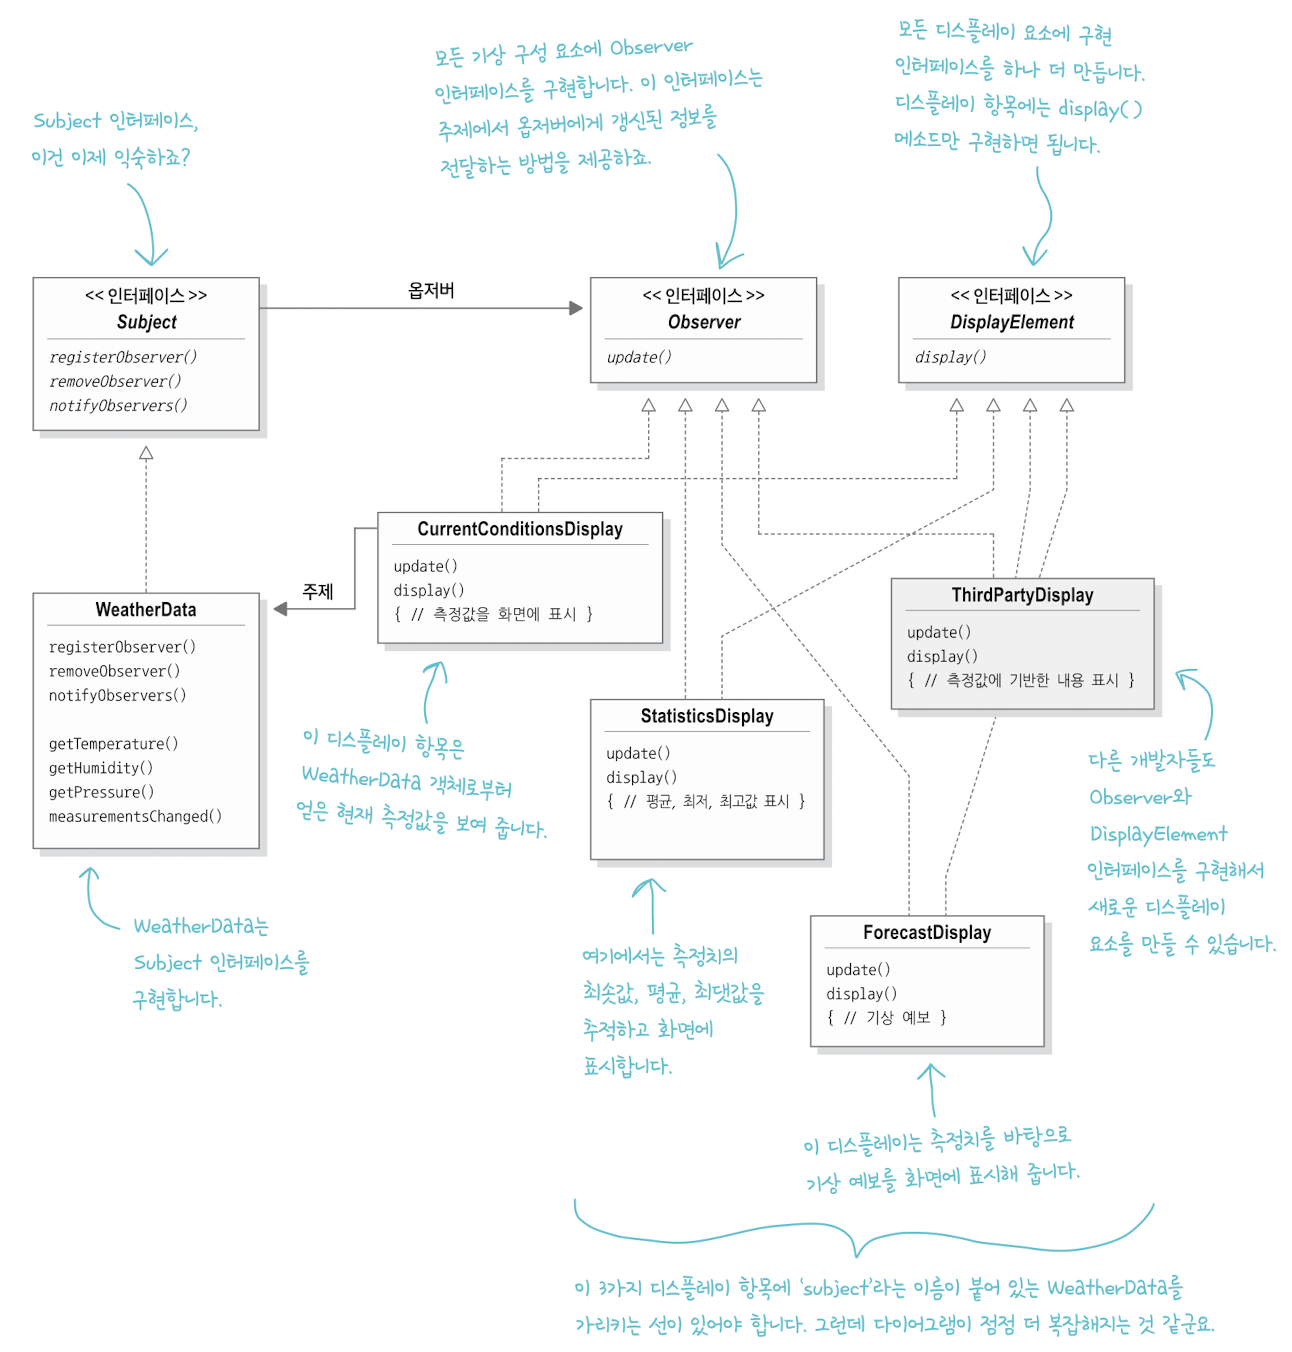 Subject 인터페이스,
이건 이제 익숙하죠?
모든 기상 구성 요소에 Observer
인터페이스를 구현합니다. 이 인터페이스는
주제에서 옵저버에게 갱신된 정보를
전달하는 방법을 제공하죠.
모든 디스플레이 요소에 구현
인터페이스를 하나 더 만듭니다.
디스플레이 항목에는 display()
메소드만 구현하면 됩니다.
<< 인터페이스 >>
Subject
registerObserver()
removeObserver()
notifyObservers()
옵저버
<< 인터페이스 >>
Observer
update()
<< 인터페이스 >>
DisplayElement
display()
CurrentConditionsDisplay
update()
display()
{ // 측정값을 화면에 표시 }
주제
WeatherData
registerObserver()
removeObserver()
notifyObservers()
getTemperature()
getHumidity()
getPressure()
measurementsChanged()
ThirdPartyDisplay
update()
display()
{ // 측정값에 기반한 내용 표시 }
StatisticsDisplay
update()
display()
{ // 평균, 최저, 최고값 표시 }
이 디스플레이 항목은
WeatherData 객체로부터
얻은 현재 측정값을 보여 줍니다.
다른 개발자들도
Observer와
DisplayElement
인터페이스를 구현해서
새로운 디스플레이
요소를 만들 수 있습니다.
WeatherData는
Subject 인터페이스를
구현합니다.
여기에서는 측정치의
최솟값, 평균, 최댓값을
추적하고 화면에
표시합니다.
ForecastDisplay
update()
display()
{ // 기상 예보 }
이 디스플레이는 측정치를 바탕으로
기상 예보를 화면에 표시해 줍니다.
이 3가지 디스플레이 항목에 ‘subject’라는 이름이 붙어 있는 WeatherData를
가리키는 선이 있어야 합니다. 그런데 다이어그램이 점점 더 복잡해지는 것 같군요.